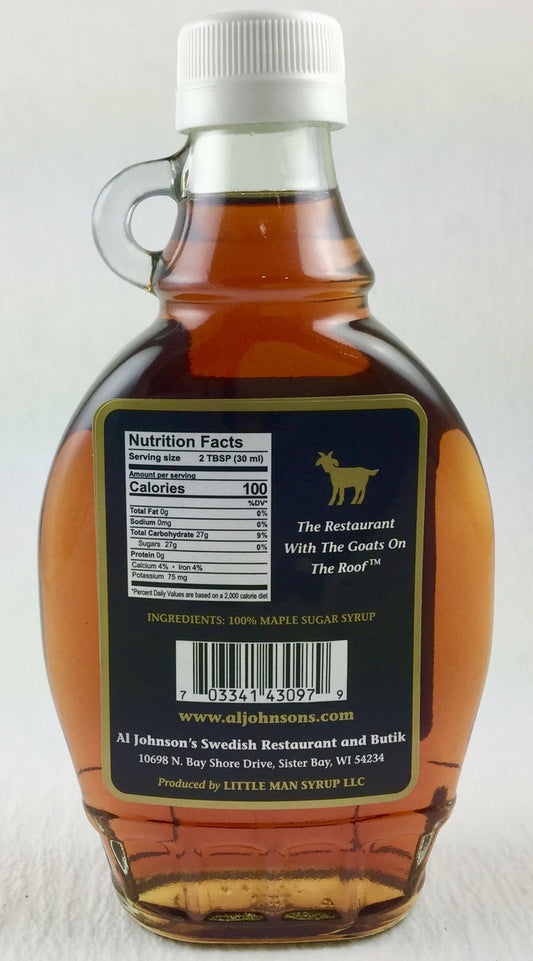 Nutrition Facts
Serving size 2 TBSP (30 ml)
Amount per serving
Calories 100
%DV*
Total Fat 0g 0%
Sodium 0mg 0%
Total Carbohydrate 27g 9%
Sugars 27g 0%
Protein 0g
Calcium 4% • Iron 4%
Potassium 75 mg
*Percent Daily Values are based on a 2,000 calorie diet
The Restaurant
With The Goats On
The Roof™
INGREDIENTS: 100% MAPLE SUGAR SYRUP
7 03341 43097 9
www.aljohnsons.com
Al Johnson's Swedish Restaurant and Butik
10698 N. Bay Shore Drive, Sister Bay, WI 54234
Produced by LITTLE MAN SYRUP LLC